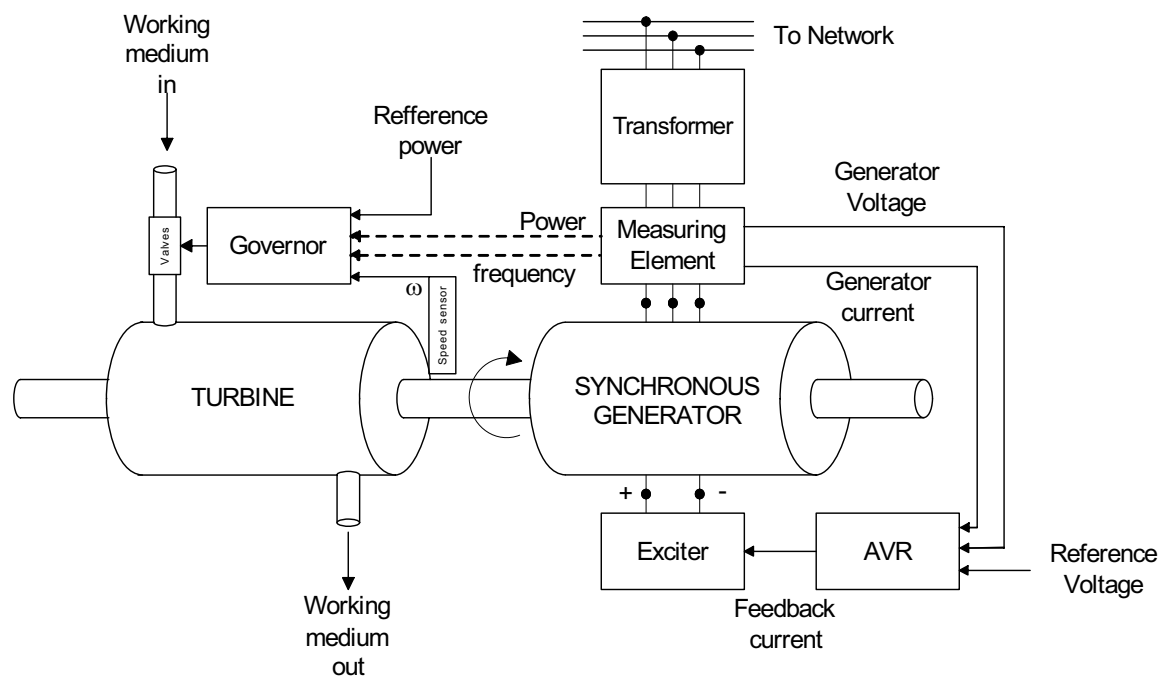 Working
medium
in
To Network
Refference
power
Transformer
Generator
Voltage
Valves
Governor
Power
frequency
Measuring
Element
ω
Speed sensor
Generator
current
TURBINE
SYNCHRONOUS
GENERATOR
+
-
Exciter
AVR
Reference
Voltage
Feedback
current
Working
medium
out